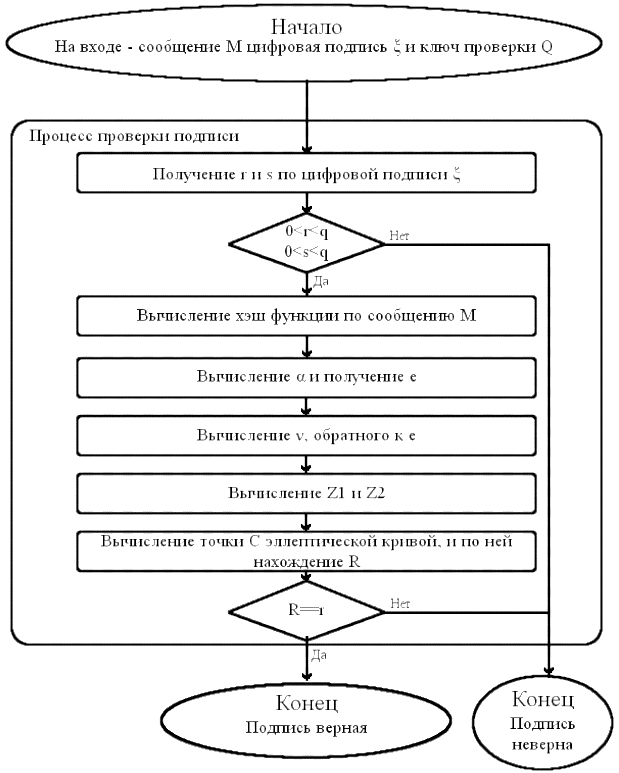 Начало
На входе - сообщение М цифровая подпись ξ и ключ проверки Q
Процесс проверки подписи
Получение r и s по цифровой подписи ξ
0<r<q
0<s<q
Нет
Да
Вычисление хэш функции по сообщению М
Вычисление α и получение e
Вычисление ν, обратного к e
Вычисление Z1 и Z2
Вычисление точки С эллептической кривой, и по ней
нахождение R
R==r
Нет
Да
Конец
Подпись верная
Конец
Подпись
неверна